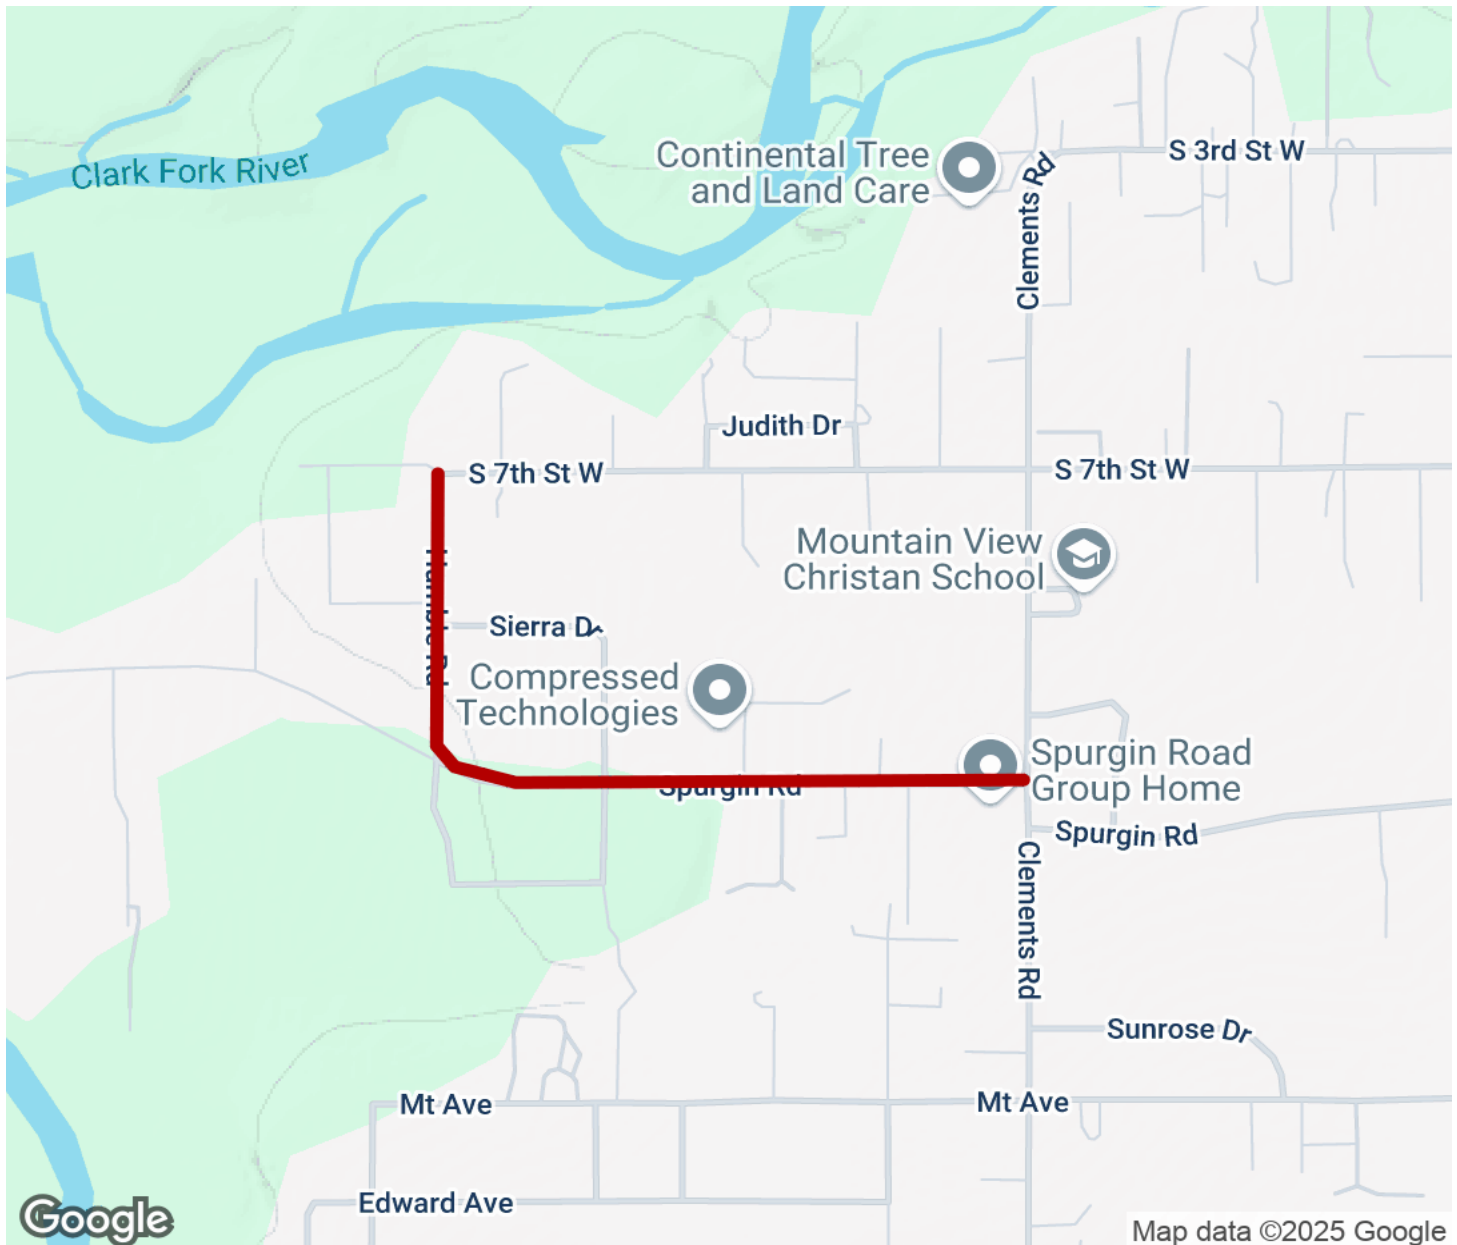 Clark Fork River
Continental Tree
and Land Care
S 3rd St W
Clements Rd
Judith Dr
S 7th St W
S 7th St W
Mountain View
Christan School
Sierra Dr
Compressed
Technologies
Spurgin Road
Group Home
Spurgin Rd
Spurgin Rd
Clements Rd
Sunrose Dr
Mt Ave
Mt Ave
Edward Ave
Google
Map data ©2025 Google